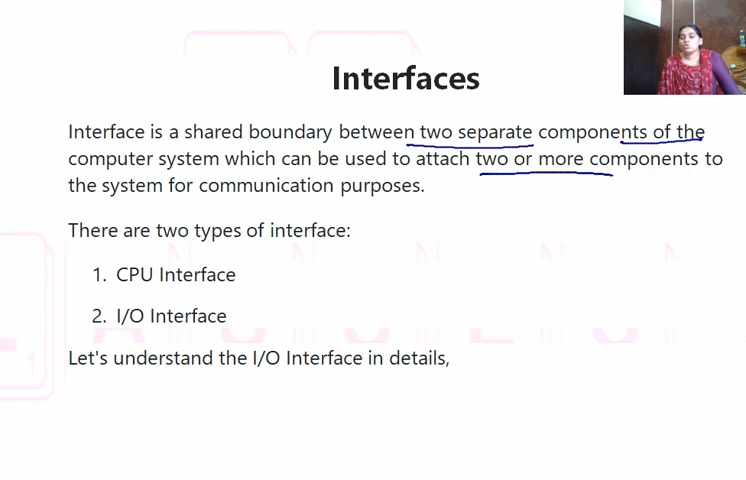 Interfaces
Interface is a shared boundary between two separate components of the
computer system which can be used to attach two or more components to
the system for communication purposes.
There are two types of interface:
1. CPU Interface
2. I/O Interface
Let's understand the I/O Interface in details,